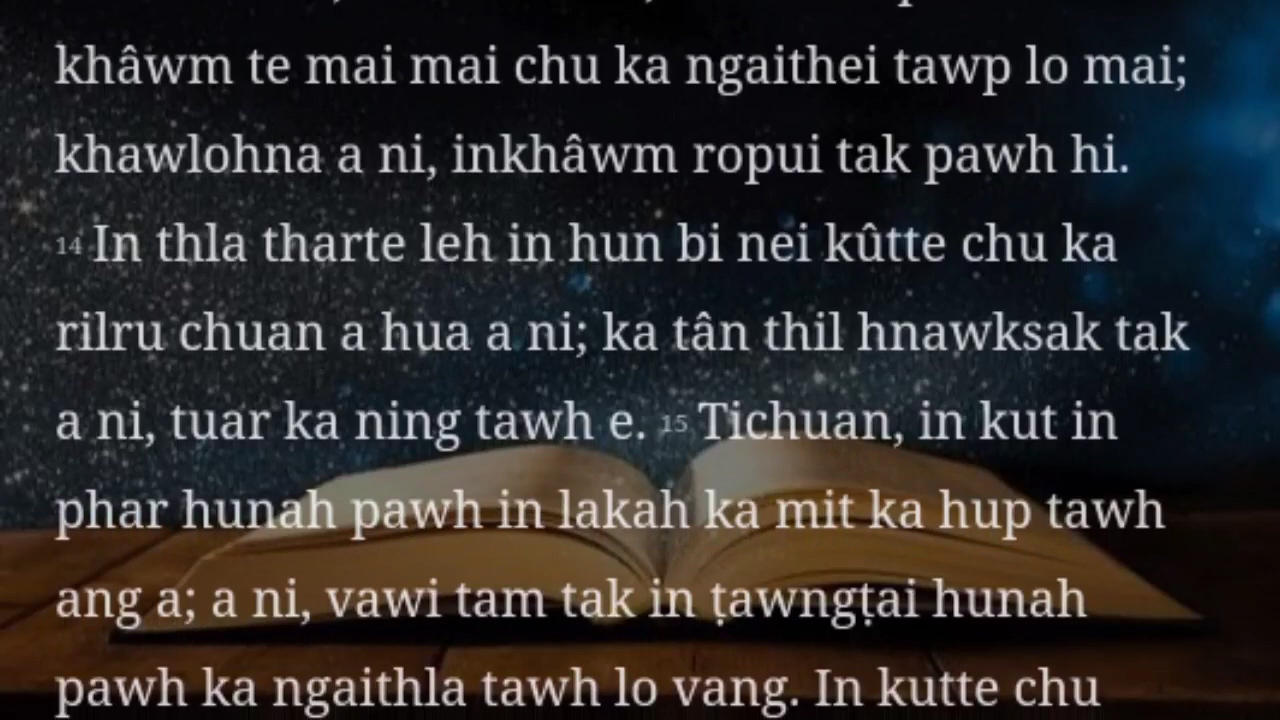 khâwm te mai mai chu ka ngaithei tawp lo mai;
khawlohna a ni, inkhâwm ropui tak pawh hi.
14 In thla tharte leh in hun bi nei kûtte chu ka
rilru chuan a hua a ni; ka tân thil hnawksak tak
a ni, tuar ka ning tawh e. 15 Tichuan, in kut in
phar hunah pawh in lakah ka mit ka hup tawh
ang a; a ni, vawi tam tak in ṭawngṭai hunah
pawh ka ngaithla tawh lo vang. In kutte chu